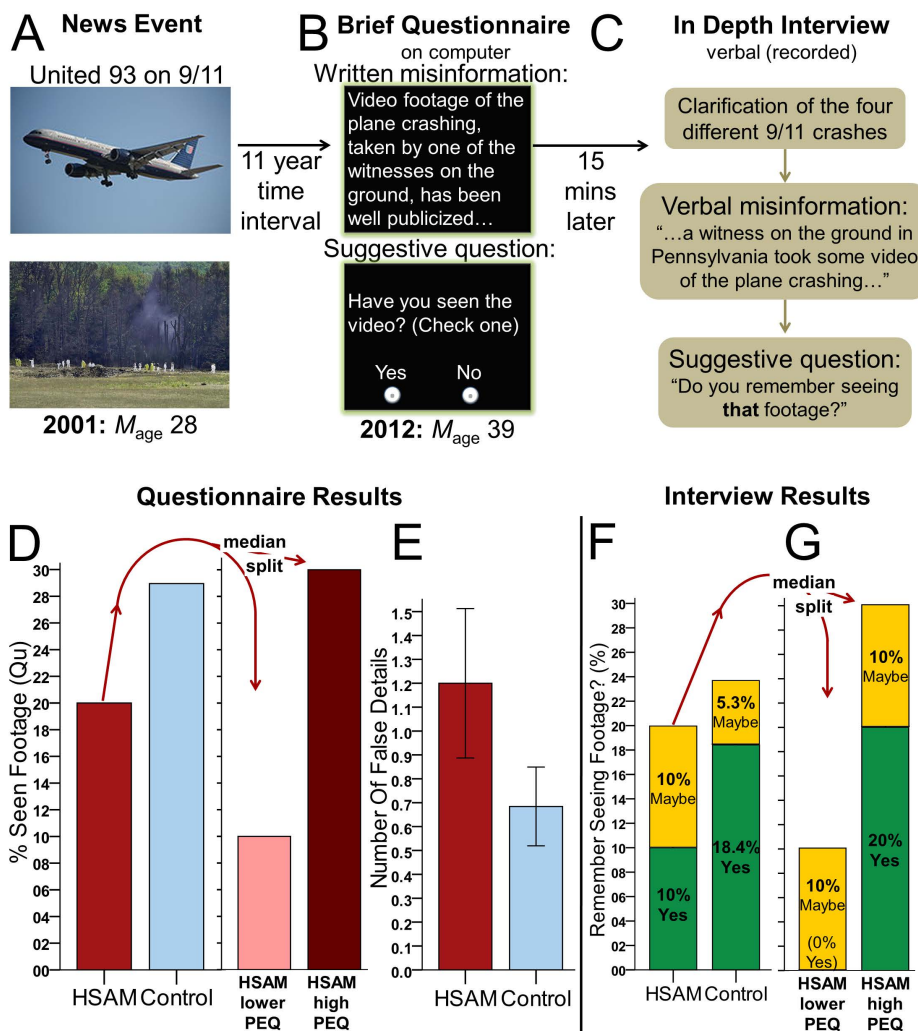 A News Event
United 93 on 9/11
2001: Mage 28
11 year
time
interval
B Brief Questionnaire
on computer
Written misinformation:
Video footage of the
plane crashing,
taken by one of the
witnesses on the
ground, has been
well publicized…
Suggestive question:
Have you seen the
video? (Check one)
Yes No
2012: Mage 39
15
mins
later
C In Depth Interview
verbal (recorded)
Clarification of the four
different 9/11 crashes
Verbal misinformation:
“…a witness on the ground in
Pennsylvania took some video
of the plane crashing…”
Suggestive question:
“Do you remember seeing
that footage?”
Questionnaire Results
D
median
split
% Seen Footage (Qu)
30
28
26
24
22
20
18
16
14
12
10
08
06
04
02
00
HSAM Control
HSAM
lower
PEQ
HSAM
high
PEQ
E
Number Of False Details
1.5
1.4
1.3
1.2
1.1
1.0
0.9
0.8
0.7
0.6
0.5
0.4
0.3
0.2
0.1
0.0
HSAM Control
Interview Results
F
G
median
split
Remember Seeing Footage? (%)
30
28
26
24
22
20
18
16
14
12
10
08
06
04
02
00
10%
Maybe
10%
Yes
5.3%
Maybe
18.4%
Yes
HSAM Control
10%
Maybe
(0%
Yes)
10%
Maybe
20%
Yes
HSAM
lower
PEQ
HSAM
high
PEQ